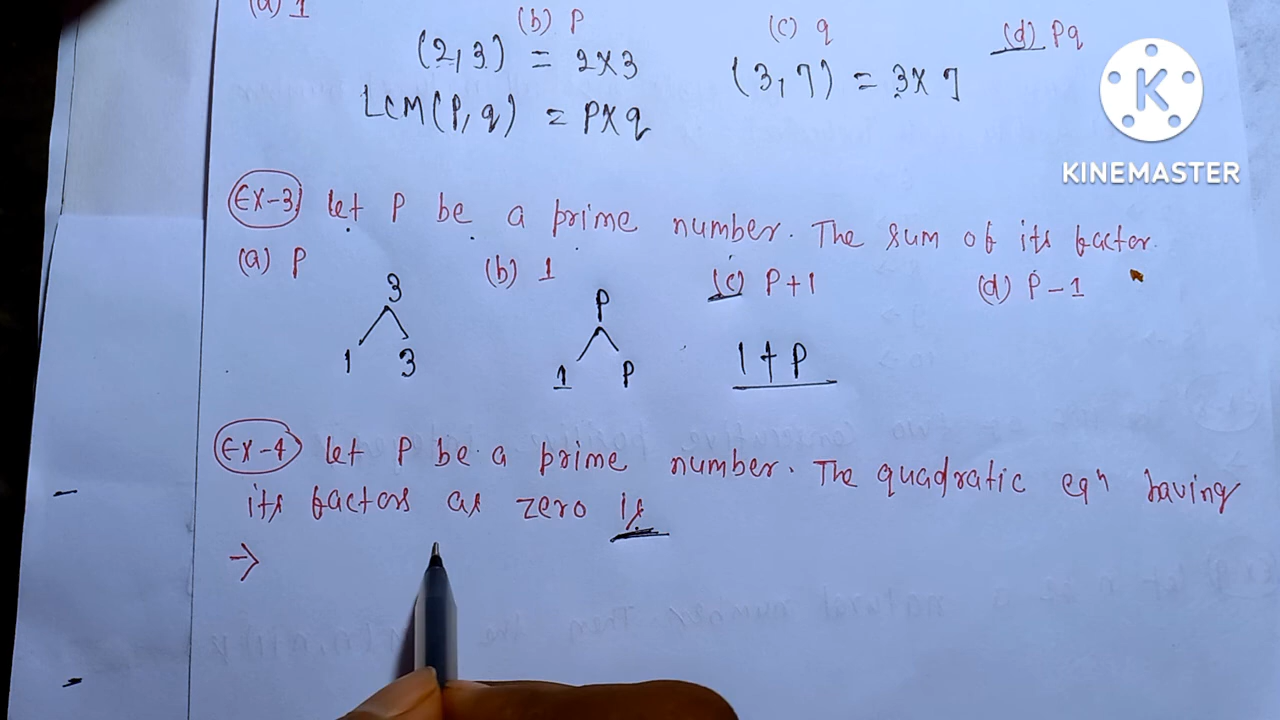 (a) 1 (b) P (c) q (d) Pq
(2,3) = 2×3 (3,7) = 3×7
LCM(P,q) = P×q
KINEMASTER
Ex-3 let P be a prime number. The sum of its factor.
(a) P (b) 1 (c) P+1 (d) P-1
3 P
1 3 1 P 1+P
Ex-4 let P be a prime number. The quadratic eqn having
its factors as zero is
→